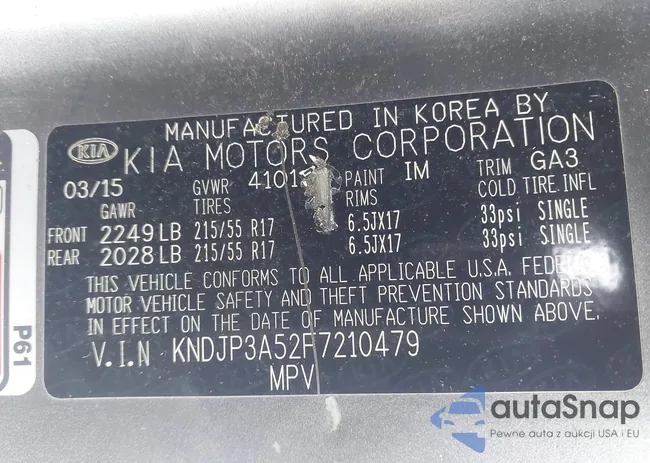 MANUFACTURED IN KOREA BY
KIA KIA MOTORS CORPORATION
03/15 GVWR PAINT IM TRIM GA3
GAWR TIRES RIMS COLD TIRE INFL
FRONT 2249 LB 215/55 R17 6.5JX17 33psi SINGLE
REAR 2028 LB 215/55 R17 6.5JX17 33psi SINGLE
THIS VEHICLE CONFORMS TO ALL APPLICABLE U.S.A.
MOTOR VEHICLE SAFETY AND THEFT PREVENTION STANDARDS
IN EFFECT ON THE DATE OF MANUFACTURE SHOWN ABOVE.
V.I.N KNDJP3A52F7210479
MPV
P61
autaSnap
Pewne auta z aukcji USA i EU